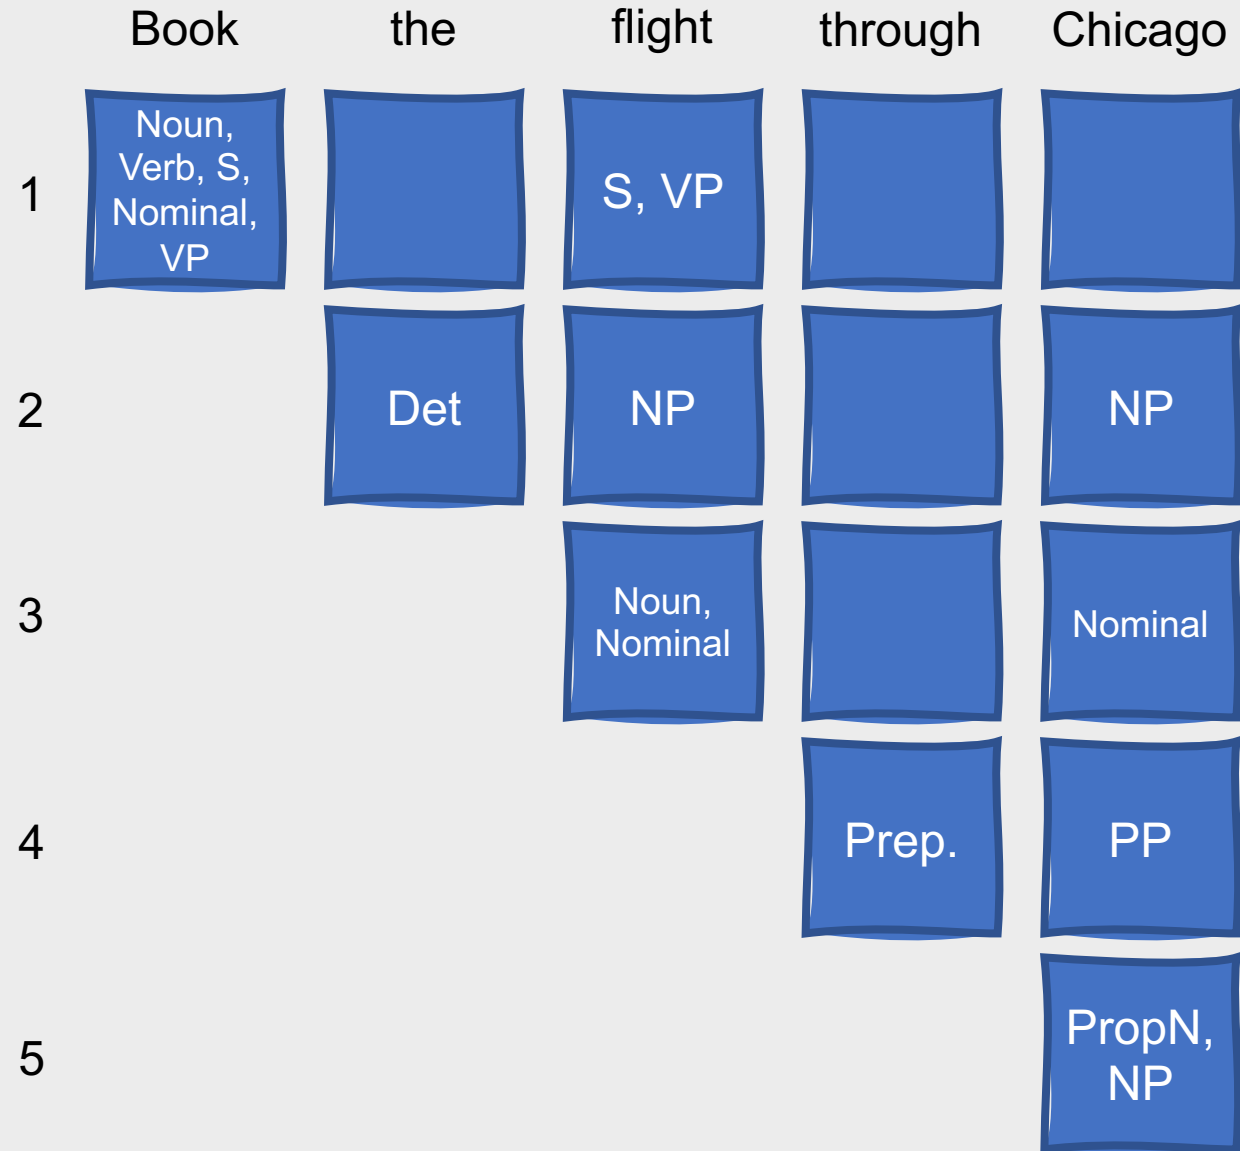 Book the flight through Chicago
1
Noun,
Verb, S,
Nominal,
VP
S, VP
2
Det
NP
NP
3
Noun,
Nominal
Nominal
4
Prep.
PP
5
PropN,
NP